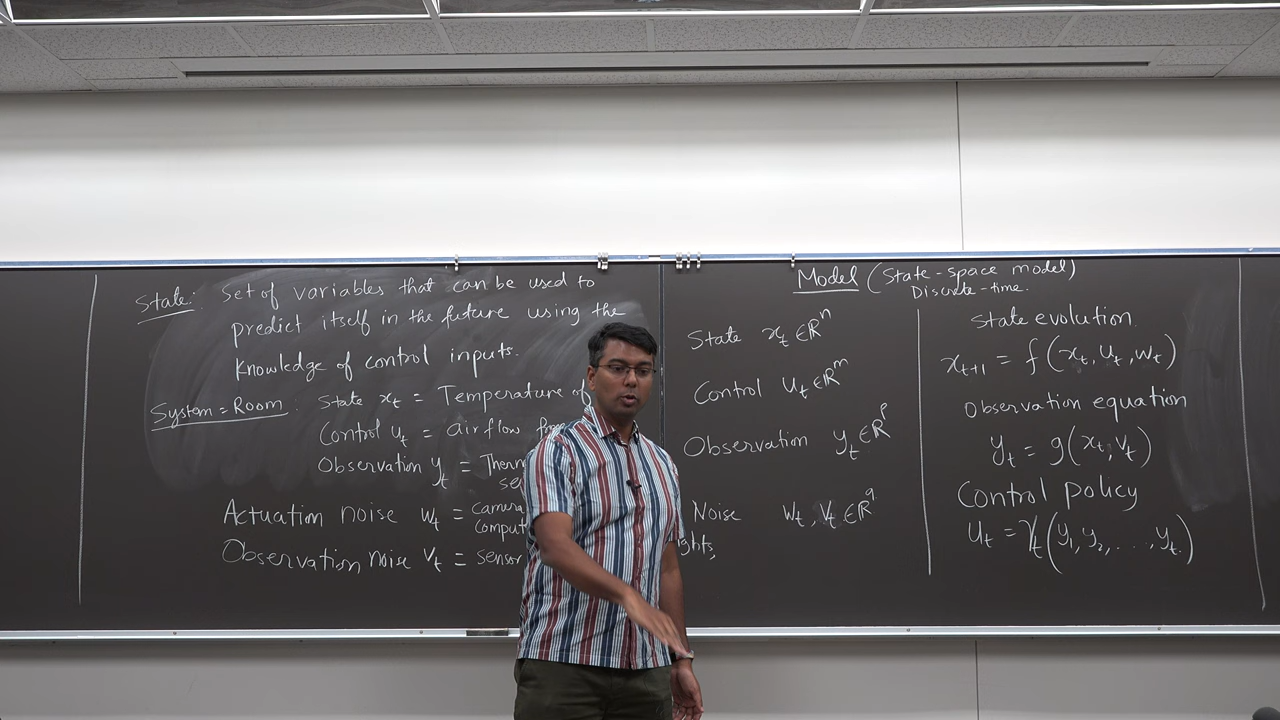 State: Set of variables that can be used to
predict itself in the future using the
knowledge of control inputs.
System = Room. State xₜ = Temperature of
Control uₜ = airflow
Observation yₜ =
Actuation noise wₜ = camera
Observation noise vₜ = sensor
Model (State-space model)
Discrete-time.
State xₜ ∈ ℝⁿ
Control uₜ ∈ ℝᵐ
Observation yₜ ∈ ℝᵖ
Noise wₜ, vₜ ∈ ℝ^q
State evolution
xₜ₊₁ = f(xₜ, uₜ, wₜ)
Observation equation
yₜ = g(xₜ, vₜ)
Control policy
uₜ = γₜ(y₁, y₂, ..., yₜ)